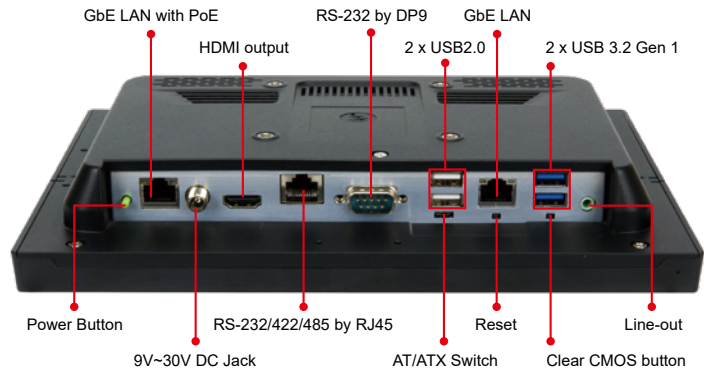 GbE LAN with PoE
RS-232 by DP9
GbE LAN
HDMI output
2 x USB2.0
2 x USB 3.2 Gen 1
Power Button
RS-232/422/485 by RJ45
Reset
Line-out
9V~30V DC Jack
AT/ATX Switch
Clear CMOS button